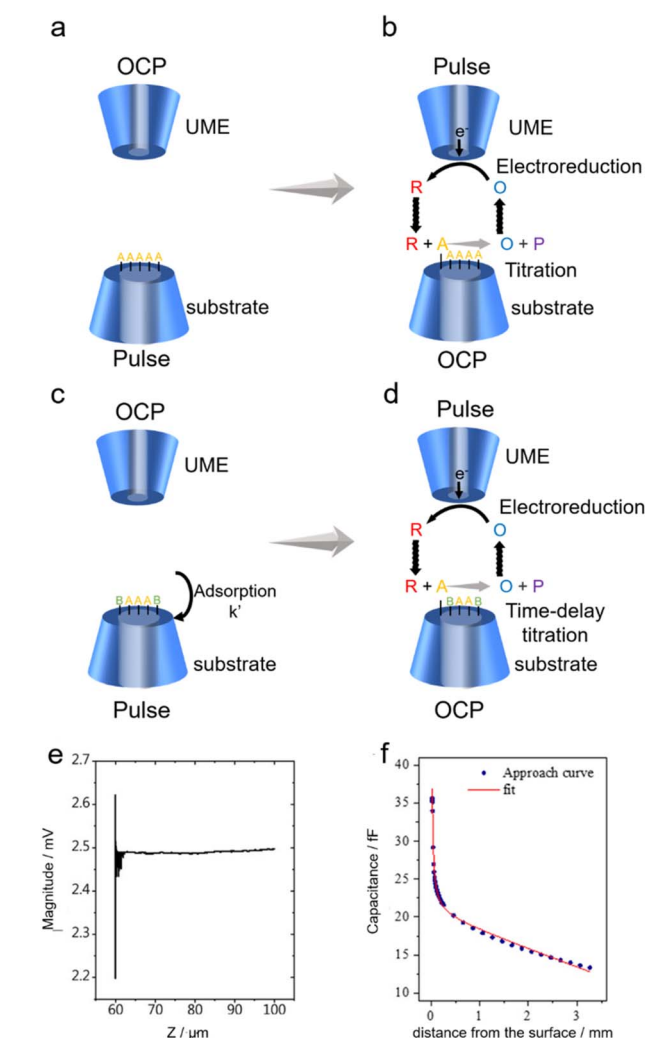 a
OCP
UME
AAAAA
substrate
Pulse
b
Pulse
e-
UME
Electroreduction
R
O
R + A
O + P
AAAA
Titration
substrate
OCP
c
OCP
UME
BAAAB
Adsorption
k'
substrate
Pulse
d
Pulse
e-
UME
Electroreduction
R
O
R + A
O + P
BAAB
Time-delay
titration
substrate
OCP
e
2.7
2.6
2.5
2.4
2.3
2.2
Magnitude / mV
60
70
80
90
100
Z / μm
f
40
35
30
25
20
15
10
Capacitance / fF
Approach curve
fit
0
1
2
3
distance from the surface / mm